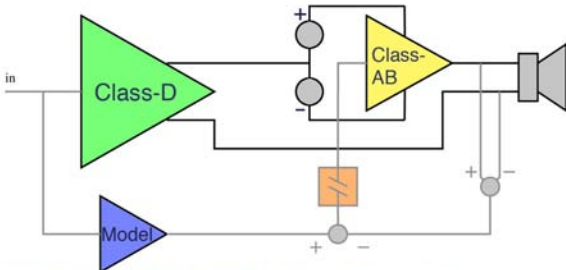 +
Class-
AB
Class-D
-
in
+
-
Model
+
-